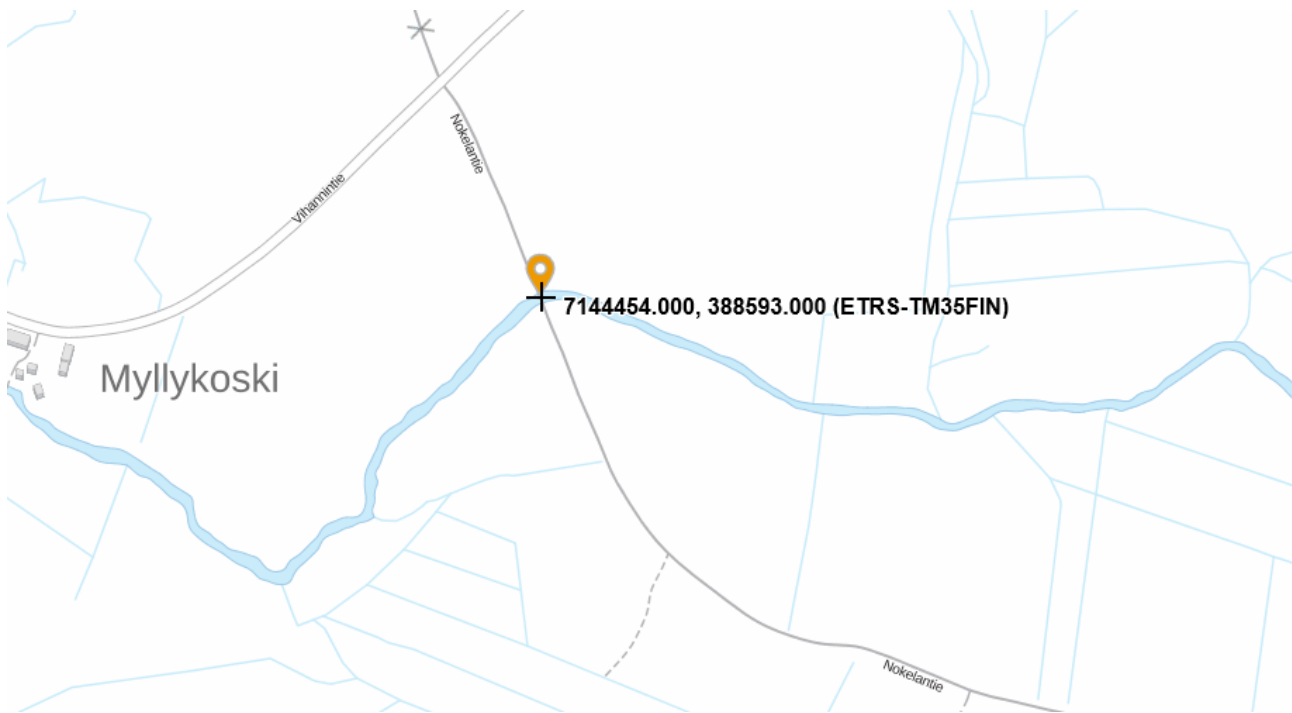 Nokelantie
Vihannintie
7144454.000, 388593.000 (ETRS-TM35FIN)
Myllykoski
Nokelantie